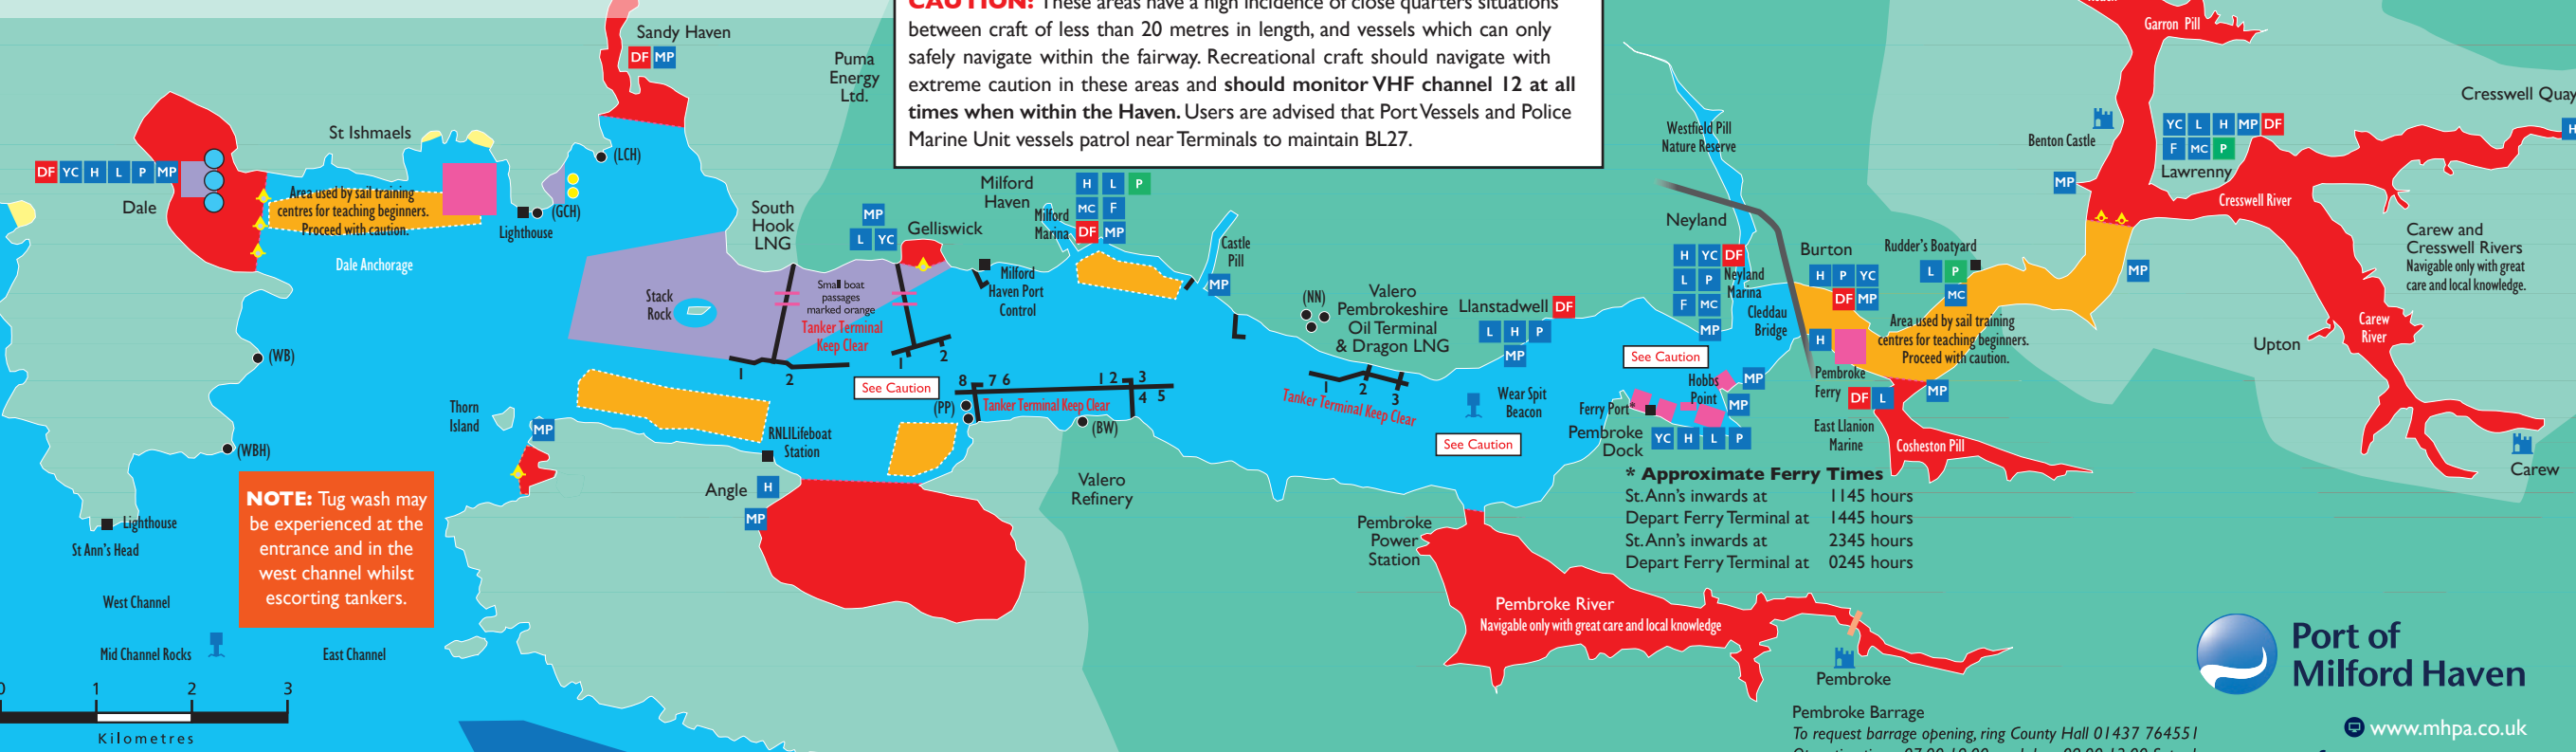 CAUTION: These areas have a high incidence of close quarters situations
between craft of less than 20 metres in length, and vessels which can only
safely navigate within the fairway. Recreational craft should navigate with
extreme caution in these areas and should monitor VHF channel 12 at all
times when within the Haven. Users are advised that Port Vessels and Police
Marine Unit vessels patrol near Terminals to maintain BL27.
Sandy Haven
DF MP
Puma
Energy
Ltd.
St Ishmaels
DF YC H L P MP
Dale
Area used by sail training
centres for teaching beginners.
Proceed with caution.
Dale Anchorage
(LCH)
(GCH)
Lighthouse
South
Hook
LNG
MP
L YC
Gelliswick
Stack
Rock
Small boat
passages
marked orange
Tanker Terminal
Keep Clear
1
2
1
2
See Caution
Milford
Haven
H L P
MC F
DF MP
Milford
Marina
Milford
Haven Port
Control
Castle
Pill
MP
(NN)
Valero
Pembrokeshire
Oil Terminal
& Dragon LNG
Llanstadwell DF
L H P
MP
1
2
3
Tanker Terminal Keep Clear
8 7 6
1 2 3
4 5
Tanker Terminal Keep Clear
(PP)
(BW)
Valero
Refinery
Wear Spit
Beacon
See Caution
Westfield Pill
Nature Reserve
Neyland
H YC DF
L P
F MC
MP
Neyland
Marina
Cleddau
Bridge
See Caution
Hobbs
Point
MP
MP
Ferry Port*
Pembroke
Dock
YC H L P
Burton
H P YC
DF MP
H
Pembroke
Ferry
DF L
East Llanion
Marine
MP
Cosheston Pill
Rudder's Boatyard
L P
MC
Area used by sail training
centres for teaching beginners.
Proceed with caution.
MP
Garron Pill
Benton Castle
MP
YC L H MP DF
F MC P
Lawrenny
Cresswell River
Cresswell Quay
H
Carew and
Cresswell Rivers
Navigable only with great
care and local knowledge.
Carew
River
Upton
Carew
(WB)
(WBH)
Lighthouse
St Ann's Head
NOTE: Tug wash may
be experienced at the
entrance and in the
west channel whilst
escorting tankers.
West Channel
Mid Channel Rocks
East Channel
Thorn
Island
MP
RNLI Lifeboat
Station
Angle H
MP
* Approximate Ferry Times
St. Ann's inwards at 1145 hours
Depart Ferry Terminal at 1445 hours
St. Ann's inwards at 2345 hours
Depart Ferry Terminal at 0245 hours
Pembroke
Power
Station
Pembroke River
Navigable only with great care and local knowledge
Pembroke
Pembroke Barrage
To request barrage opening, ring County Hall 01437 764551
Port of
Milford Haven
www.mhpa.co.uk
0 1 2 3
Kilometres